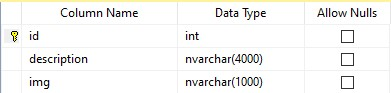 Column Name Data Type Allow Nulls
id int
description nvarchar(4000)
img nvarchar(1000)